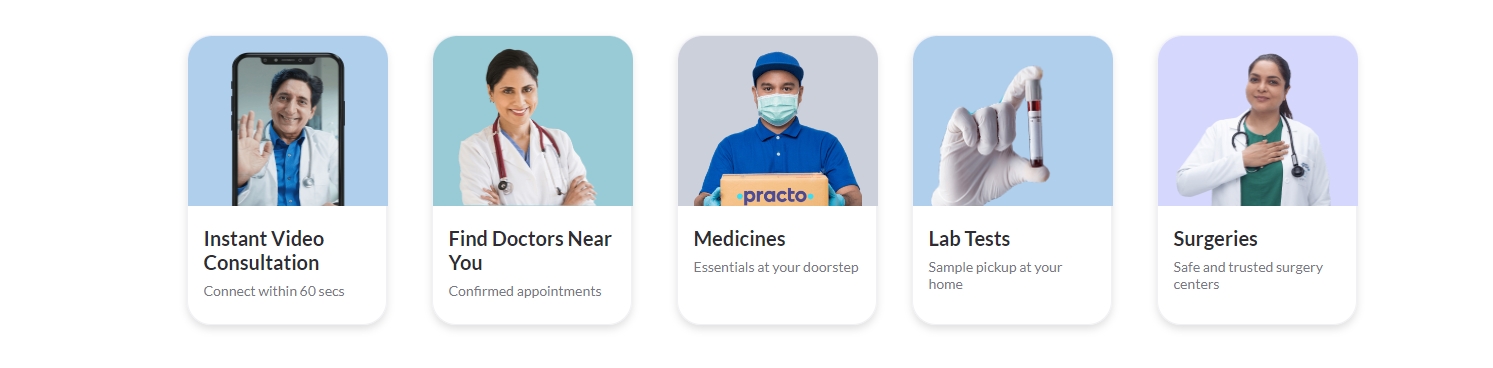 practo
Instant Video
Consultation
Connect within 60 secs
Find Doctors Near
You
Confirmed appointments
Medicines
Essentials at your doorstep
Lab Tests
Sample pickup at your
home
Surgeries
Safe and trusted surgery
centers